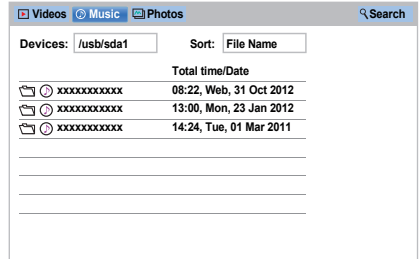 Videos Music Photos Search
Devices: /usb/sda1 Sort: File Name
Total time/Date
xxxxxxxxxxx 08:22, Web, 31 Oct 2012
xxxxxxxxxxx 13:00, Mon, 23 Jan 2012
xxxxxxxxxxx 14:24, Tue, 01 Mar 2011